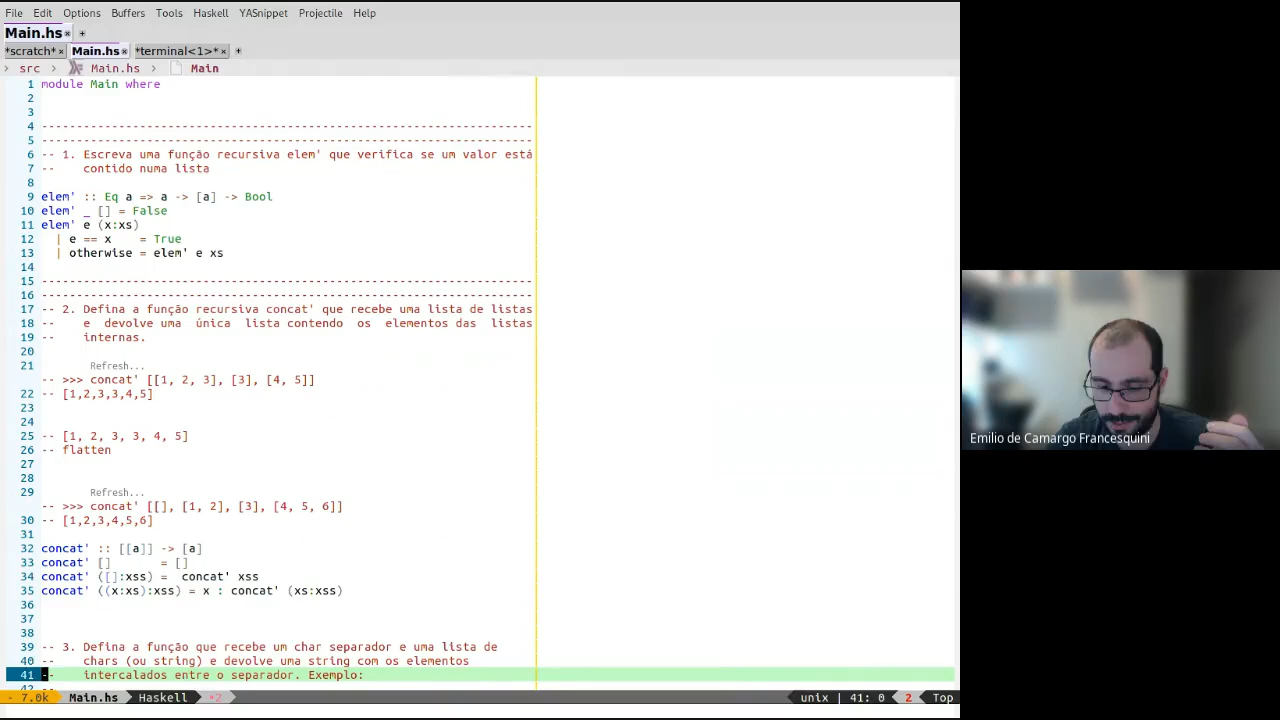 File Edit Options Buffers Tools Haskell YASnippet Projectile Help
Main.hs × +
*scratch* × Main.hs × *terminal<1>* × +
> src > Main.hs > Main
1 module Main where
2
3
4 ----------------------------------------------------------------------
5 ----------------------------------------------------------------------
6 -- 1. Escreva uma função recursiva elem' que verifica se um valor está
7 --    contido numa lista
8
9 elem' :: Eq a => a -> [a] -> Bool
10 elem' _ [] = False
11 elem' e (x:xs)
12   | e == x    = True
13   | otherwise = elem' e xs
14
15 ----------------------------------------------------------------------
16 ----------------------------------------------------------------------
17 -- 2. Defina a função recursiva concat' que recebe uma lista de listas
18 --    e  devolve uma  única  lista contendo  os  elementos das  listas
19 --    internas.
20
21 Refresh...
-- >>> concat' [[1, 2, 3], [3], [4, 5]]
22 -- [1,2,3,3,4,5]
23
24
25 -- [1, 2, 3, 3, 4, 5]
26 -- flatten
27
28
29 Refresh...
-- >>> concat' [[], [1, 2], [3], [4, 5, 6]]
30 -- [1,2,3,4,5,6]
31
32 concat' :: [[a]] -> [a]
33 concat' []       = []
34 concat' ([]:xss) =  concat' xss
35 concat' ((x:xs):xss) = x : concat' (xs:xss)
36
37
38
39 -- 3. Defina a função que recebe um char separador e uma lista de
40 --    chars (ou string) e devolve uma string com os elementos
41 --    intercalados entre o separador. Exemplo:
42 --
- 7.0k Main.hs Haskell •2 unix | 41: 0 2 Top
Emilio de Camargo Francesquini